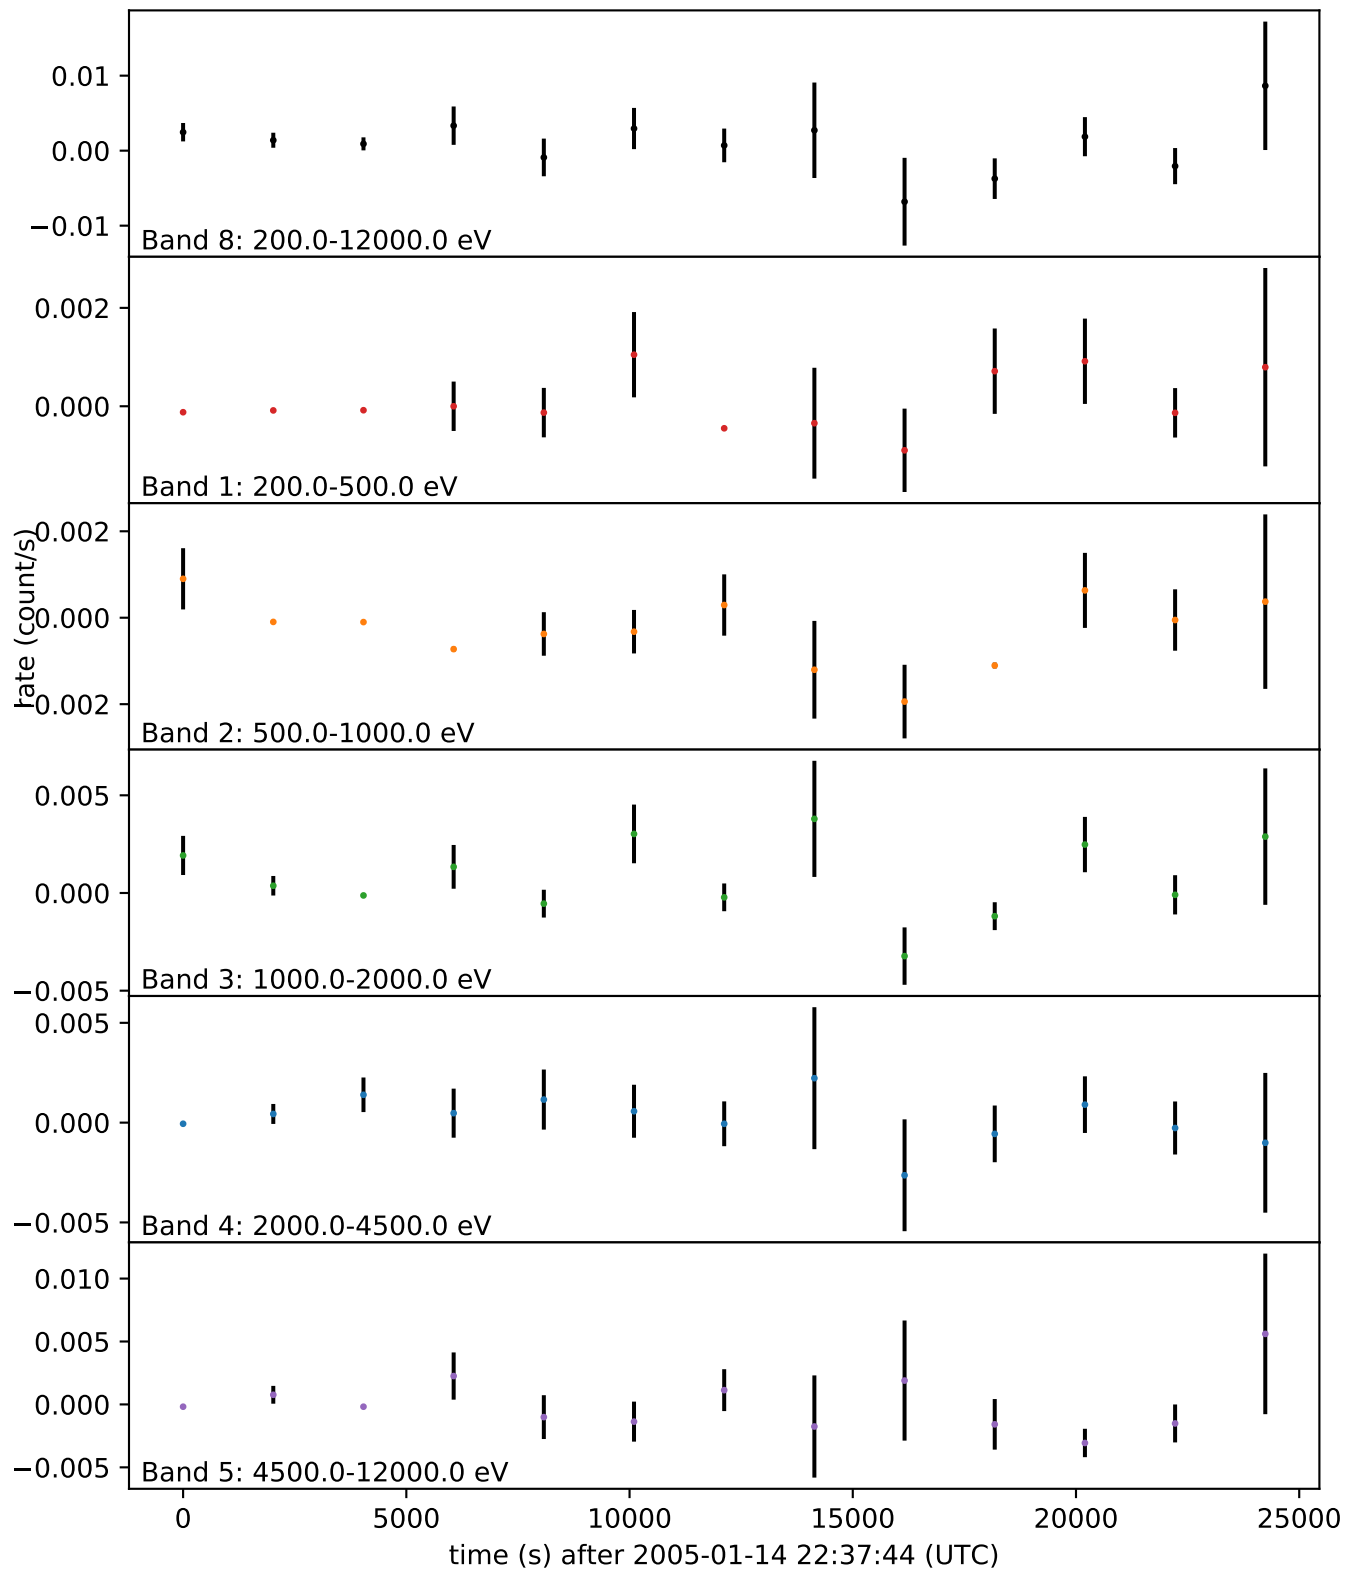 0.01
0.00
−0.01
Band 8: 200.0-12000.0 eV
0.002
0.000
Band 1: 200.0-500.0 eV
rate (count/s)
0.002
0.000
0.002
Band 2: 500.0-1000.0 eV
0.005
0.000
−0.005
Band 3: 1000.0-2000.0 eV
0.005
0.000
−0.005
Band 4: 2000.0-4500.0 eV
0.010
0.005
0.000
−0.005
Band 5: 4500.0-12000.0 eV
0 5000 10000 15000 20000 25000
time (s) after 2005-01-14 22:37:44 (UTC)